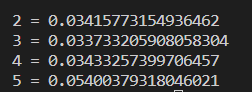 2 = 0.03415773154936462
3 = 0.033733205908058304
4 = 0.03433257399706457
5 = 0.05400379318046021